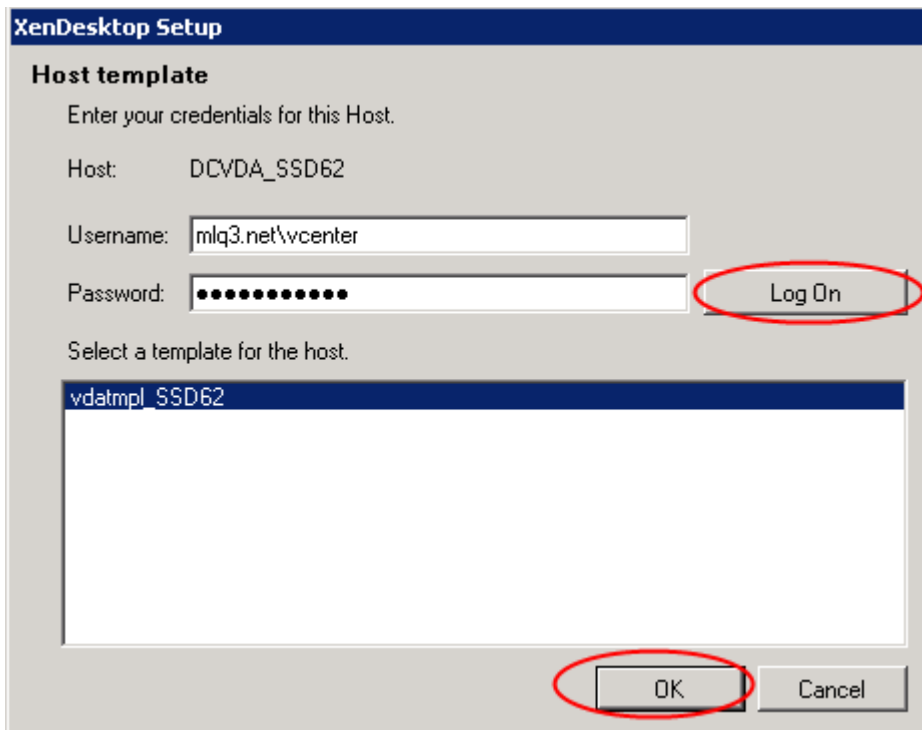 XenDesktop Setup
Host template
Enter your credentials for this Host.
Host: DCVDA_SSD62
Username: mlq3.net\vcenter
Password: ●●●●●●●●●●● Log On
Select a template for the host.
vdatmpl_SSD62
OK Cancel